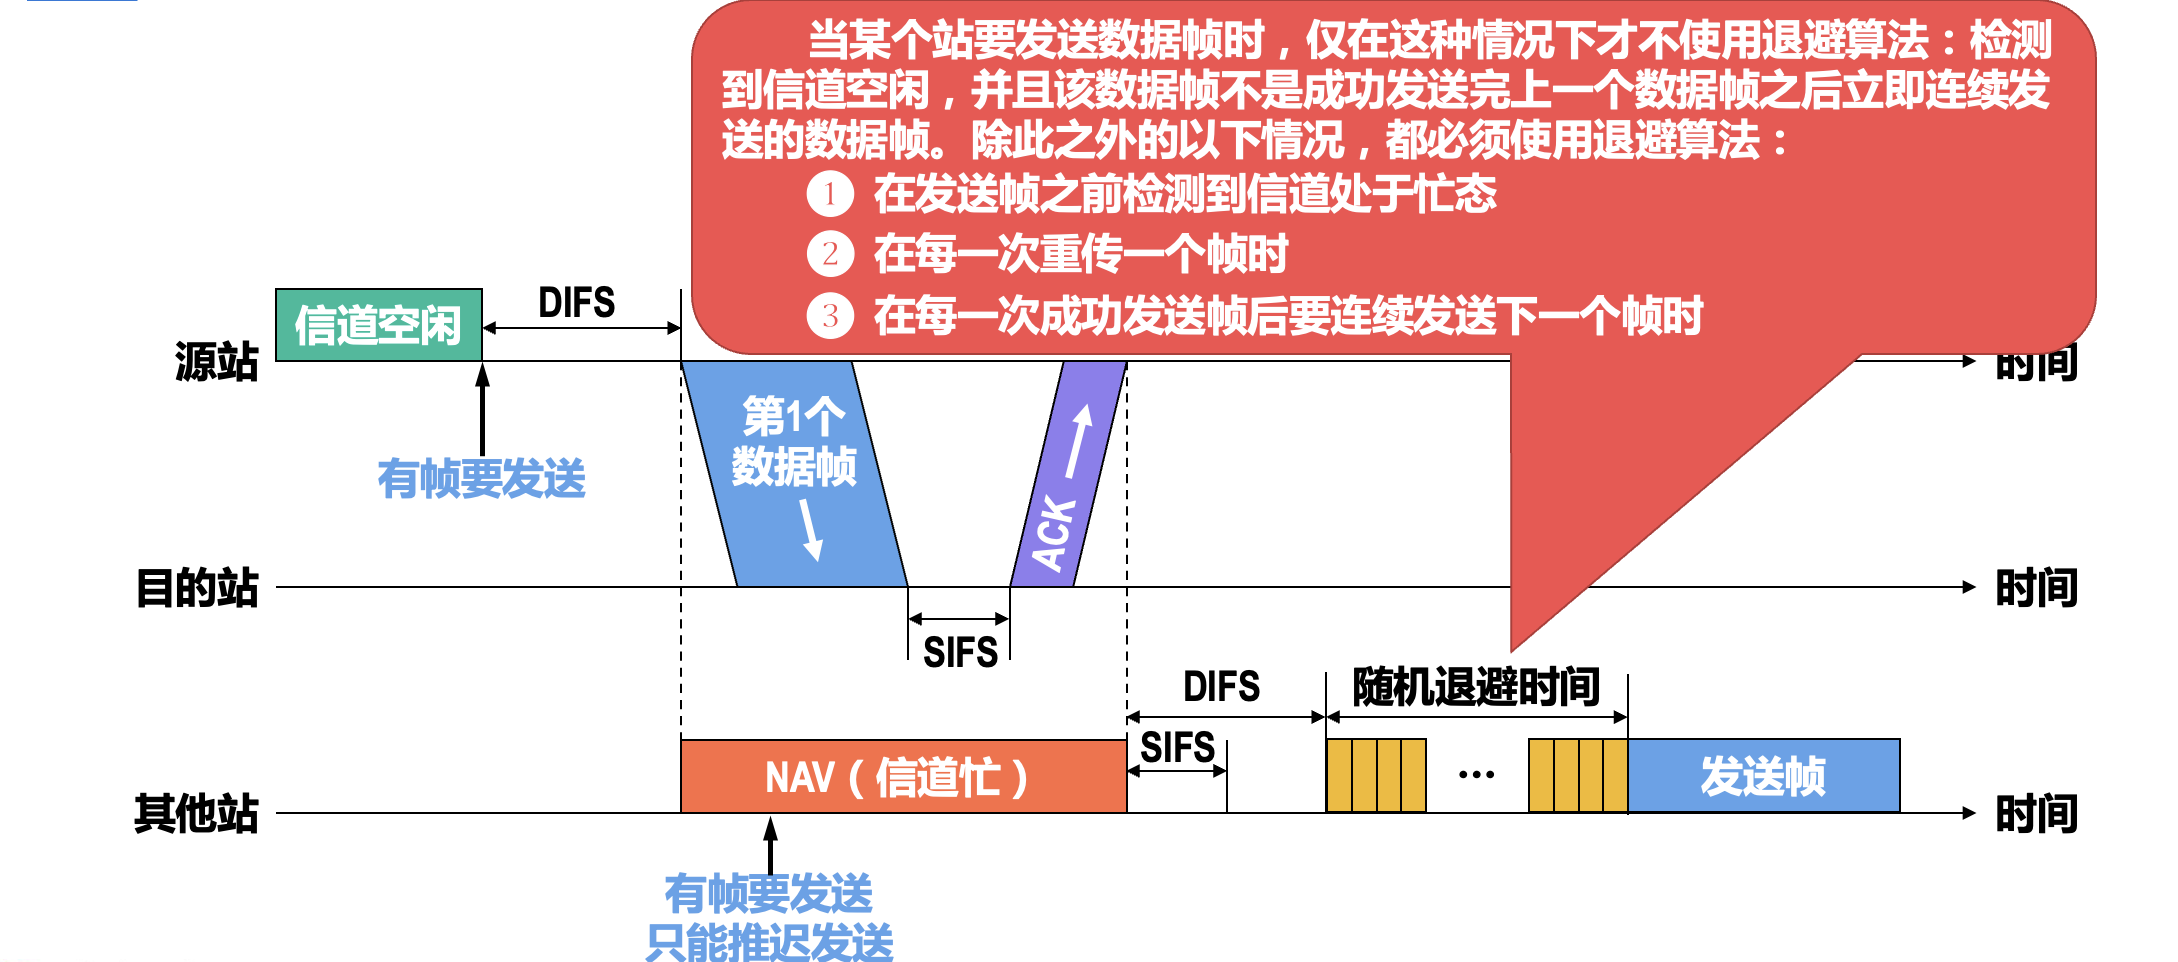 当某个站要发送数据帧时，仅在这种情况下才不使用退避算法：检测
到信道空闲，并且该数据帧不是成功发送完上一个数据帧之后立即连续发
送的数据帧。除此之外的以下情况，都必须使用退避算法：
1 在发送帧之前检测到信道处于忙态
2 在每一次重传一个帧时
3 在每一次成功发送帧后要连续发送下一个帧时
信道空闲
DIFS
源站
时间
有帧要发送
第1个
数据帧
ACK
目的站
时间
SIFS
DIFS
随机退避时间
SIFS
NAV（信道忙）
···
发送帧
其他站
时间
有帧要发送
只能推迟发送